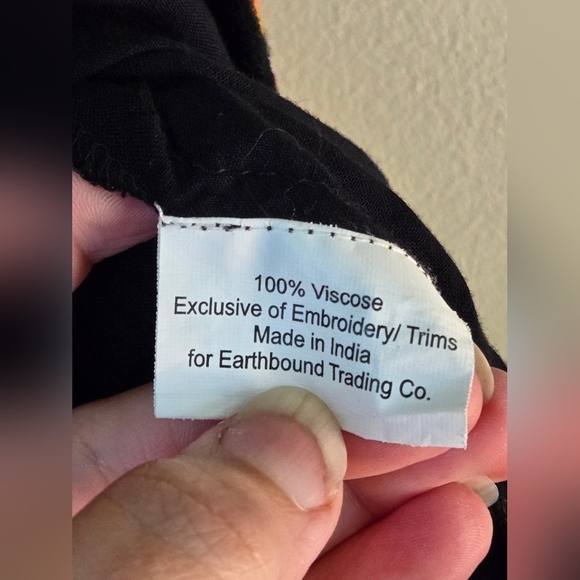 100% Viscose
Exclusive of Embroidery/ Trims
Made in India
for Earthbound Trading Co.